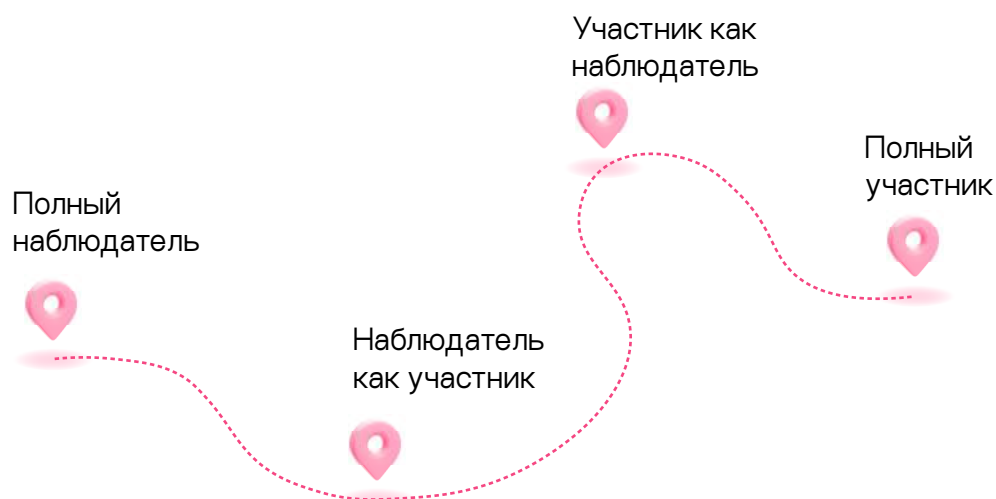 Полный
наблюдатель
Наблюдатель
как участник
Участник как
наблюдатель
Полный
участник